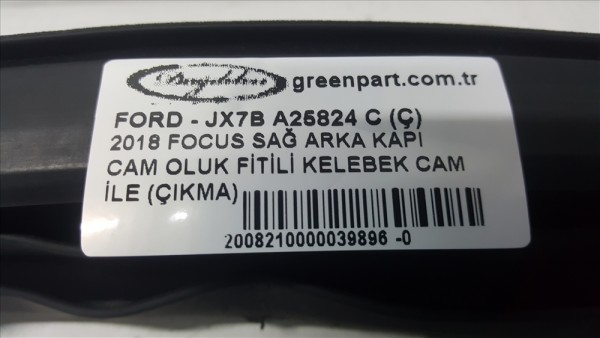 greenpart.com.tr
FORD - JX7B A25824 C (Ç)
2018 FOCUS SAĞ ARKA KAPI
CAM OLUK FİTİLİ KELEBEK CAM
İLE (ÇIKMA)
2008210000039896 -0